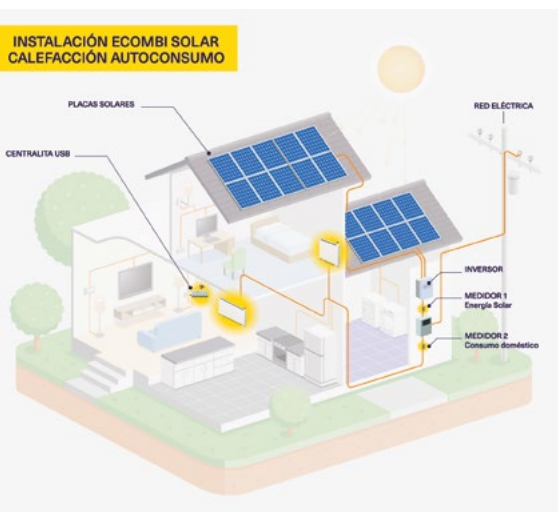 INSTALACIÓN ECOMBI SOLAR
CALEFACCIÓN AUTOCONSUMO
PLACAS SOLARES
RED ELÉCTRICA
CENTRALITA USB
INVERSOR
MEDIDOR 1
Energía Solar
MEDIDOR 2
Consumo doméstico